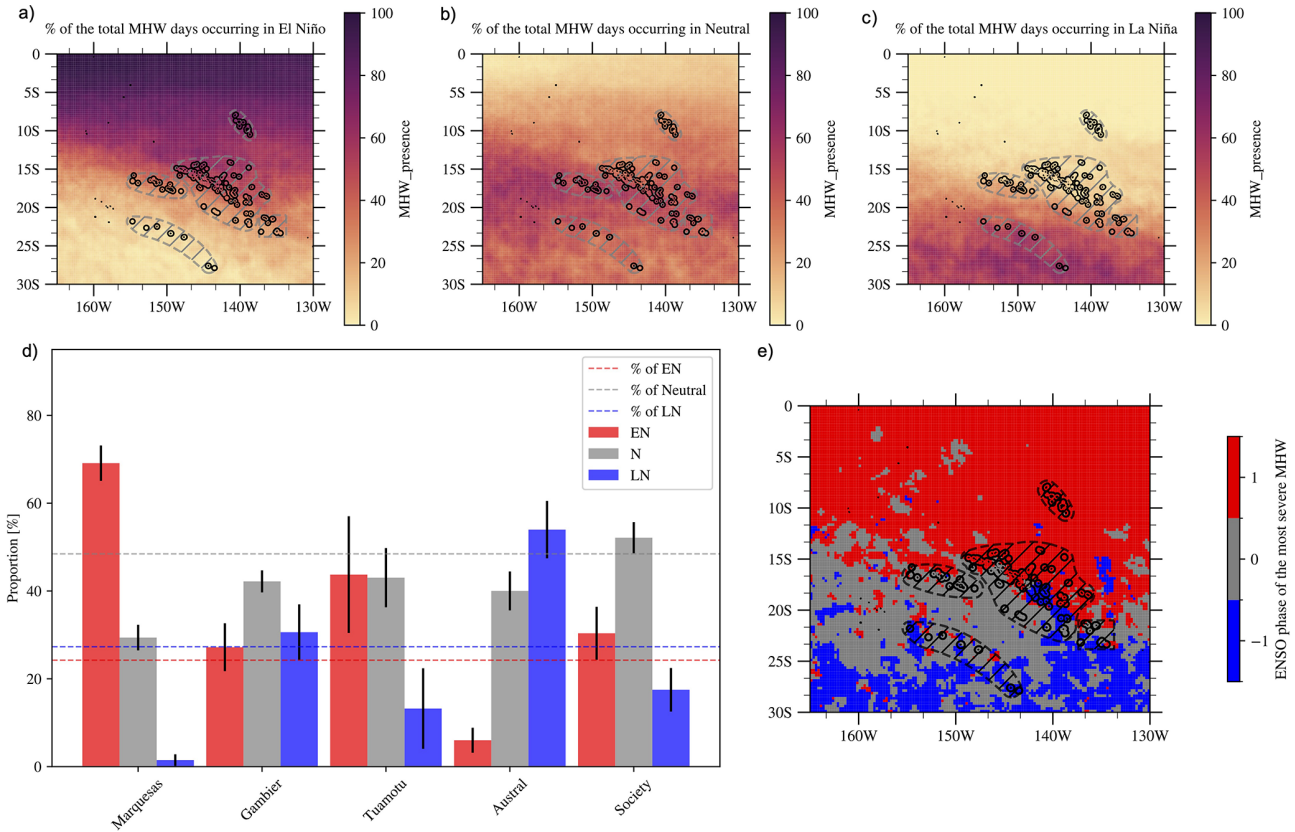 a)
% of the total MHW days occurring in El Niño
0
5S
10S
15S
20S
25S
30S
160W 150W 140W 130W
100
80
60
40
20
0
MHW_presence
b)
% of the total MHW days occurring in Neutral
0
5S
10S
15S
20S
25S
30S
160W 150W 140W 130W
100
80
60
40
20
0
MHW_presence
c)
% of the total MHW days occurring in La Niña
0
5S
10S
15S
20S
25S
30S
160W 150W 140W 130W
100
80
60
40
20
0
MHW_presence
d)
Proportion [%]
80
60
40
20
0
% of EN
% of Neutral
% of LN
EN
N
LN
Marquesas
Gambier
Tuamotu
Austral
Society
e)
0
5S
10S
15S
20S
25S
30S
160W 150W 140W 130W
1
0
−1
ENSO phase of the most severe MHW